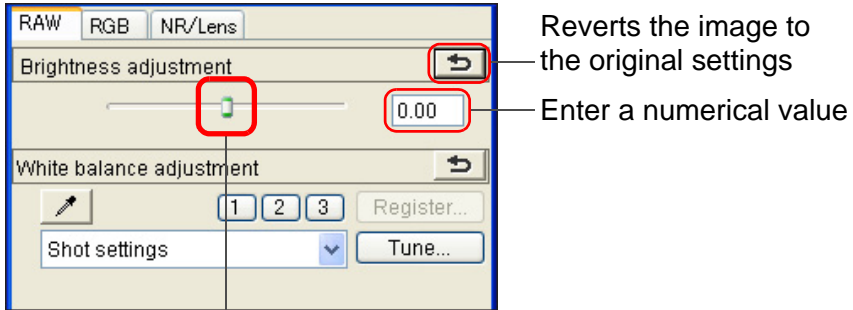 RAW RGB NR/Lens
Brightness adjustment
Reverts the image to
the original settings
0.00
Enter a numerical value
White balance adjustment
1 2 3 Register...
Shot settings Tune...